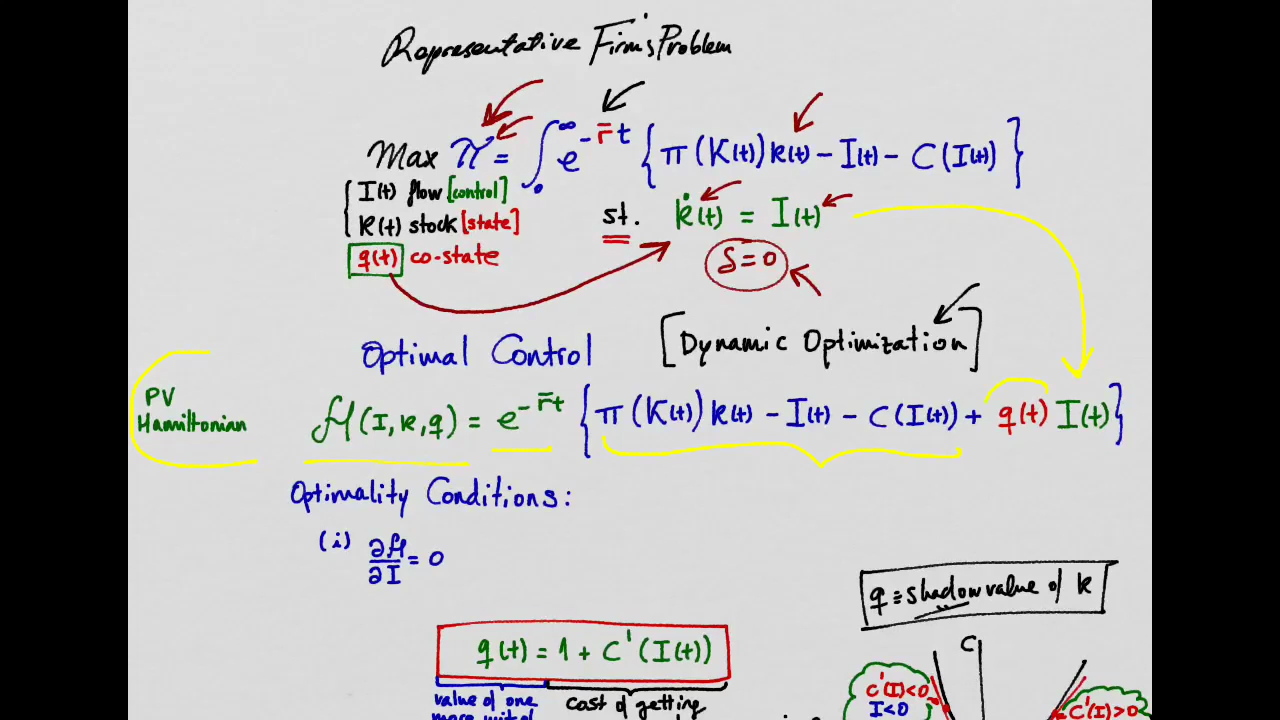 Representative Firm's Problem
Max π = ∫₀^∞ e^{-r̄t} {π(K(t))k(t) - I(t) - C(I(t))}
I(t) flow [control]
k(t) stock [state]
q(t) co-state
st. k̇(t) = I(t)
δ=0
Optimal Control [Dynamic Optimization]
PV
Hamiltonian
H(I,k,q) = e^{-r̄t} {π(K(t))k(t) - I(t) - C(I(t)) + q(t)I(t)}
Optimality Conditions:
(i) ∂H/∂I = 0
q ≡ shadow value of k
q(t) = 1 + C'(I(t))
C
value of one
cost of getting
C'(I)<0
I<0
C'(I)>0